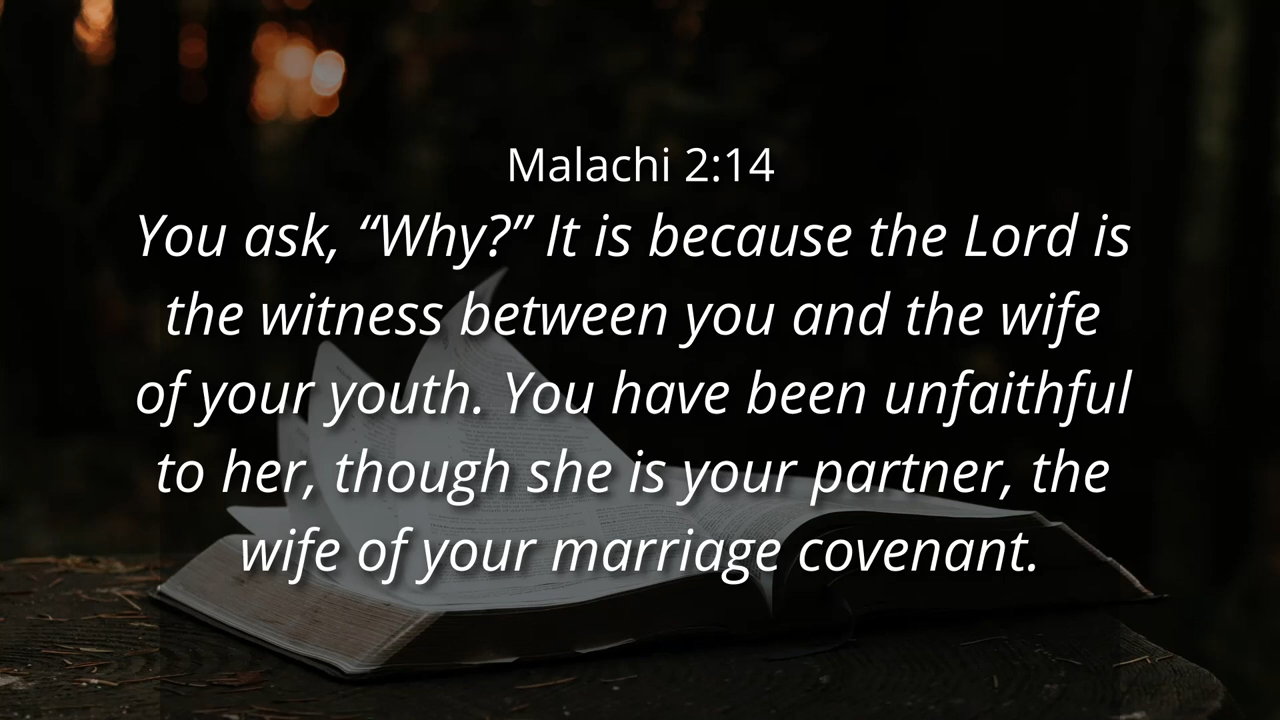 Malachi 2:14
You ask, “Why?” It is because the Lord is
the witness between you and the wife
of your youth. You have been unfaithful
to her, though she is your partner, the
wife of your marriage covenant.